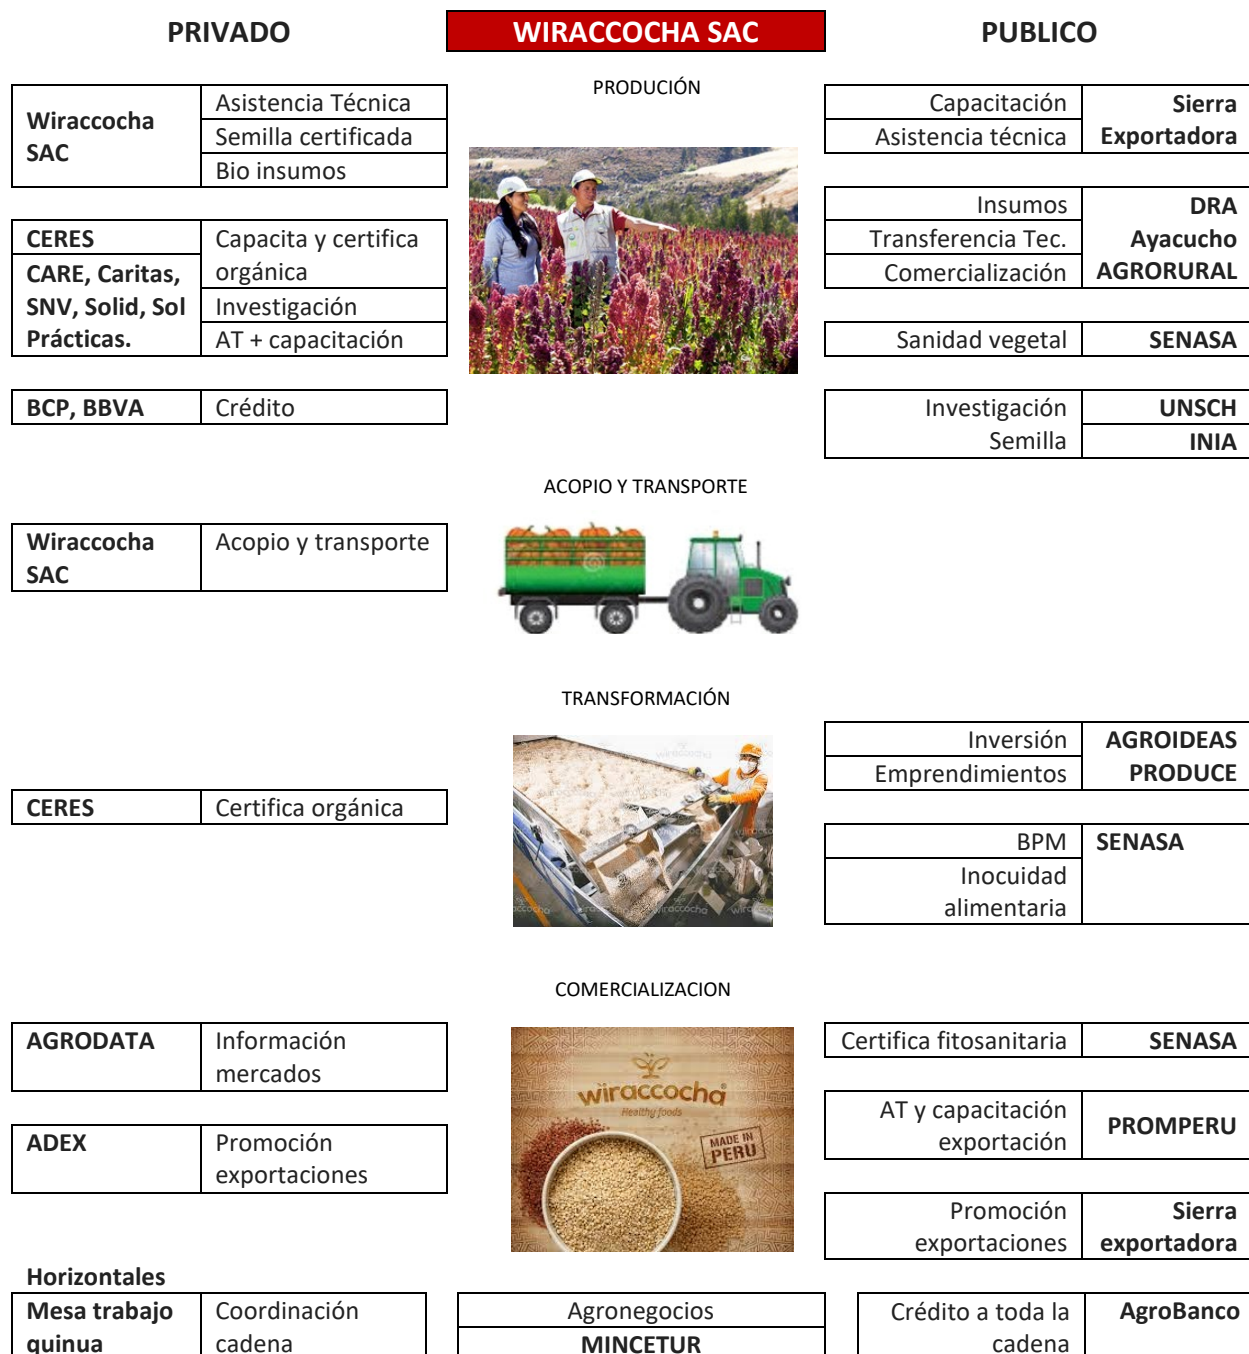 PRIVADO
WIRACCOCHA SAC
PUBLICO
PRODUCIÓN
Wiraccocha
SAC
Asistencia Técnica
Semilla certificada
Bio insumos
Capacitación
Asistencia técnica
Sierra
Exportadora
CERES
CARE, Caritas,
SNV, Solid, Sol
Prácticas.
Capacita y certifica
orgánica
Investigación
AT + capacitación
Insumos
Transferencia Tec.
Comercialización
DRA
Ayacucho
AGRORURAL
Sanidad vegetal
SENASA
BCP, BBVA
Crédito
Investigación
Semilla
UNSCH
INIA
ACOPIO Y TRANSPORTE
Wiraccocha
SAC
Acopio y transporte
TRANSFORMACIÓN
Inversión
Emprendimientos
AGROIDEAS
PRODUCE
CERES
Certifica orgánica
BPM
Inocuidad
alimentaria
SENASA
COMERCIALIZACION
AGRODATA
Información
mercados
wiraccocha
Healthy foods
MADE IN
PERU
Certifica fitosanitaria
SENASA
ADEX
Promoción
exportaciones
AT y capacitación
exportación
PROMPERU
Promoción
exportaciones
Sierra
exportadora
Horizontales
Mesa trabajo
quinua
Coordinación
cadena
Agronegocios
MINCETUR
Crédito a toda la
cadena
AgroBanco